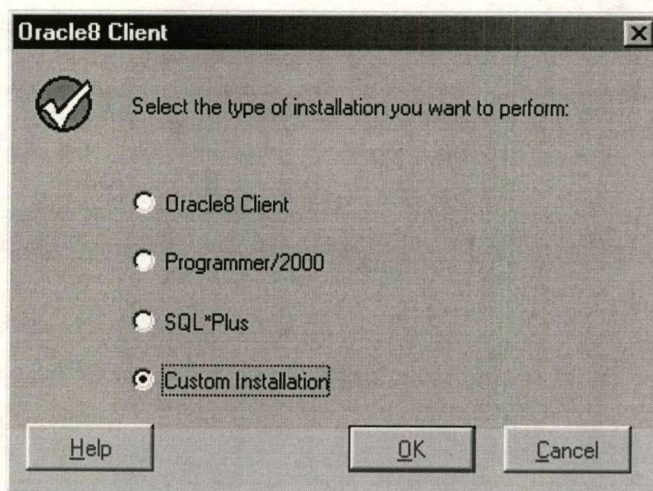 Oracle8 Client
Select the type of installation you want to perform:
Oracle8 Client
Programmer/2000
SQL*Plus
Custom Installation
Help
OK
Cancel